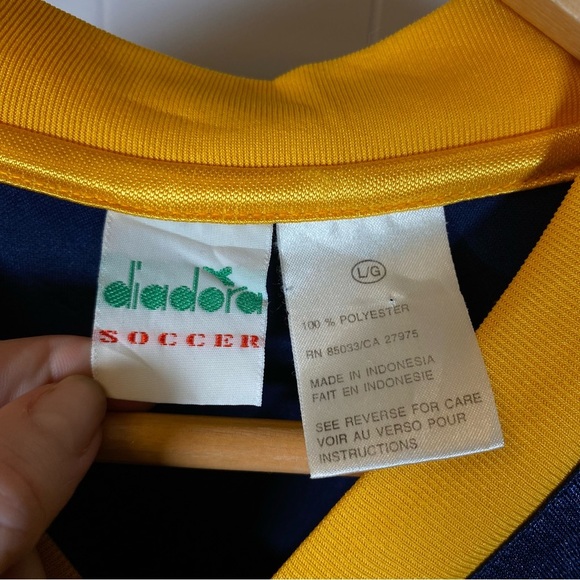 diadora
SOCCER
L/G
100 % POLYESTER
RN 85033/CA 27975
MADE IN INDONESIA
FAIT EN INDONESIE
SEE REVERSE FOR CARE
VOIR AU VERSO POUR
INSTRUCTIONS